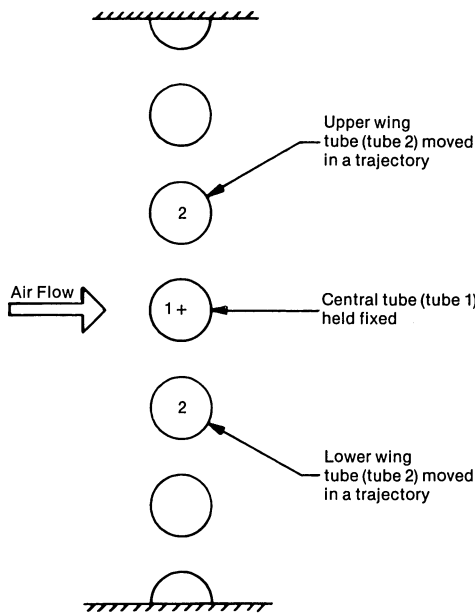 Upper wing
tube (tube 2) moved
in a trajectory
2
Air Flow
1+
Central tube (tube 1)
held fixed
2
Lower wing
tube (tube 2) moved
in a trajectory